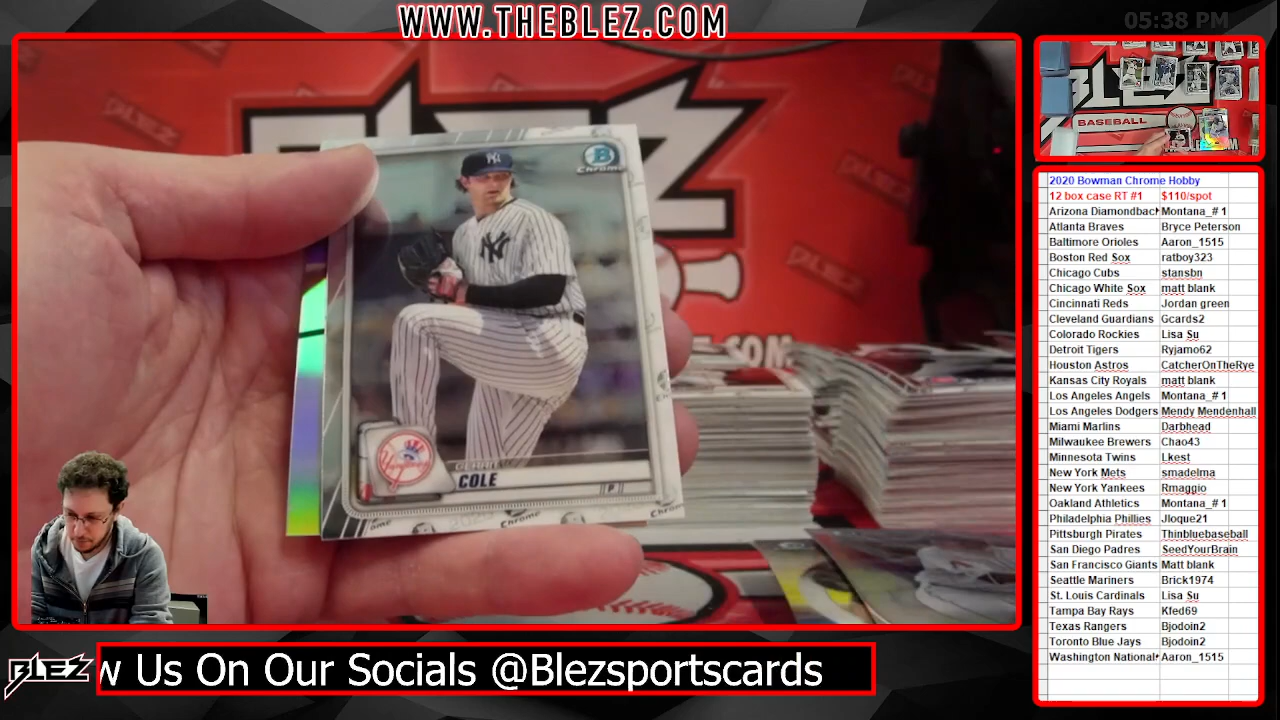 WWW.THEBLEZ.COM
05:38 PM
BLEZ
BLEZ
BLEZ
B
Chrome
NY
NY
COLE
P
Chrome
.COM
BLEZ
BASEBALL
2020 Bowman Chrome Hobby
12 box case RT #1 $110/spot
Arizona Diamondback Montana_# 1
Atlanta Braves Bryce Peterson
Baltimore Orioles Aaron_1515
Boston Red Sox ratboy323
Chicago Cubs stansbn
Chicago White Sox matt blank
Cincinnati Reds Jordan green
Cleveland Guardians Gcards2
Colorado Rockies Lisa Su
Detroit Tigers Ryjamo62
Houston Astros CatcherOnTheRye
Kansas City Royals matt blank
Los Angeles Angels Montana_# 1
Los Angeles Dodgers Mendy Mendenhall
Miami Marlins Darbhead
Milwaukee Brewers Chao43
Minnesota Twins Lkest
New York Mets smadelma
New York Yankees Rmaggio
Oakland Athletics Montana_# 1
Philadelphia Phillies Jloque21
Pittsburgh Pirates Thinbluebaseball
San Diego Padres SeedYourBrain
San Francisco Giants Matt blank
Seattle Mariners Brick1974
St. Louis Cardinals Lisa Su
Tampa Bay Rays Kfed69
Texas Rangers Bjodoin2
Toronto Blue Jays Bjodoin2
Washington National Aaron_1515
BLEZ
w Us On Our Socials @Blezsportscards